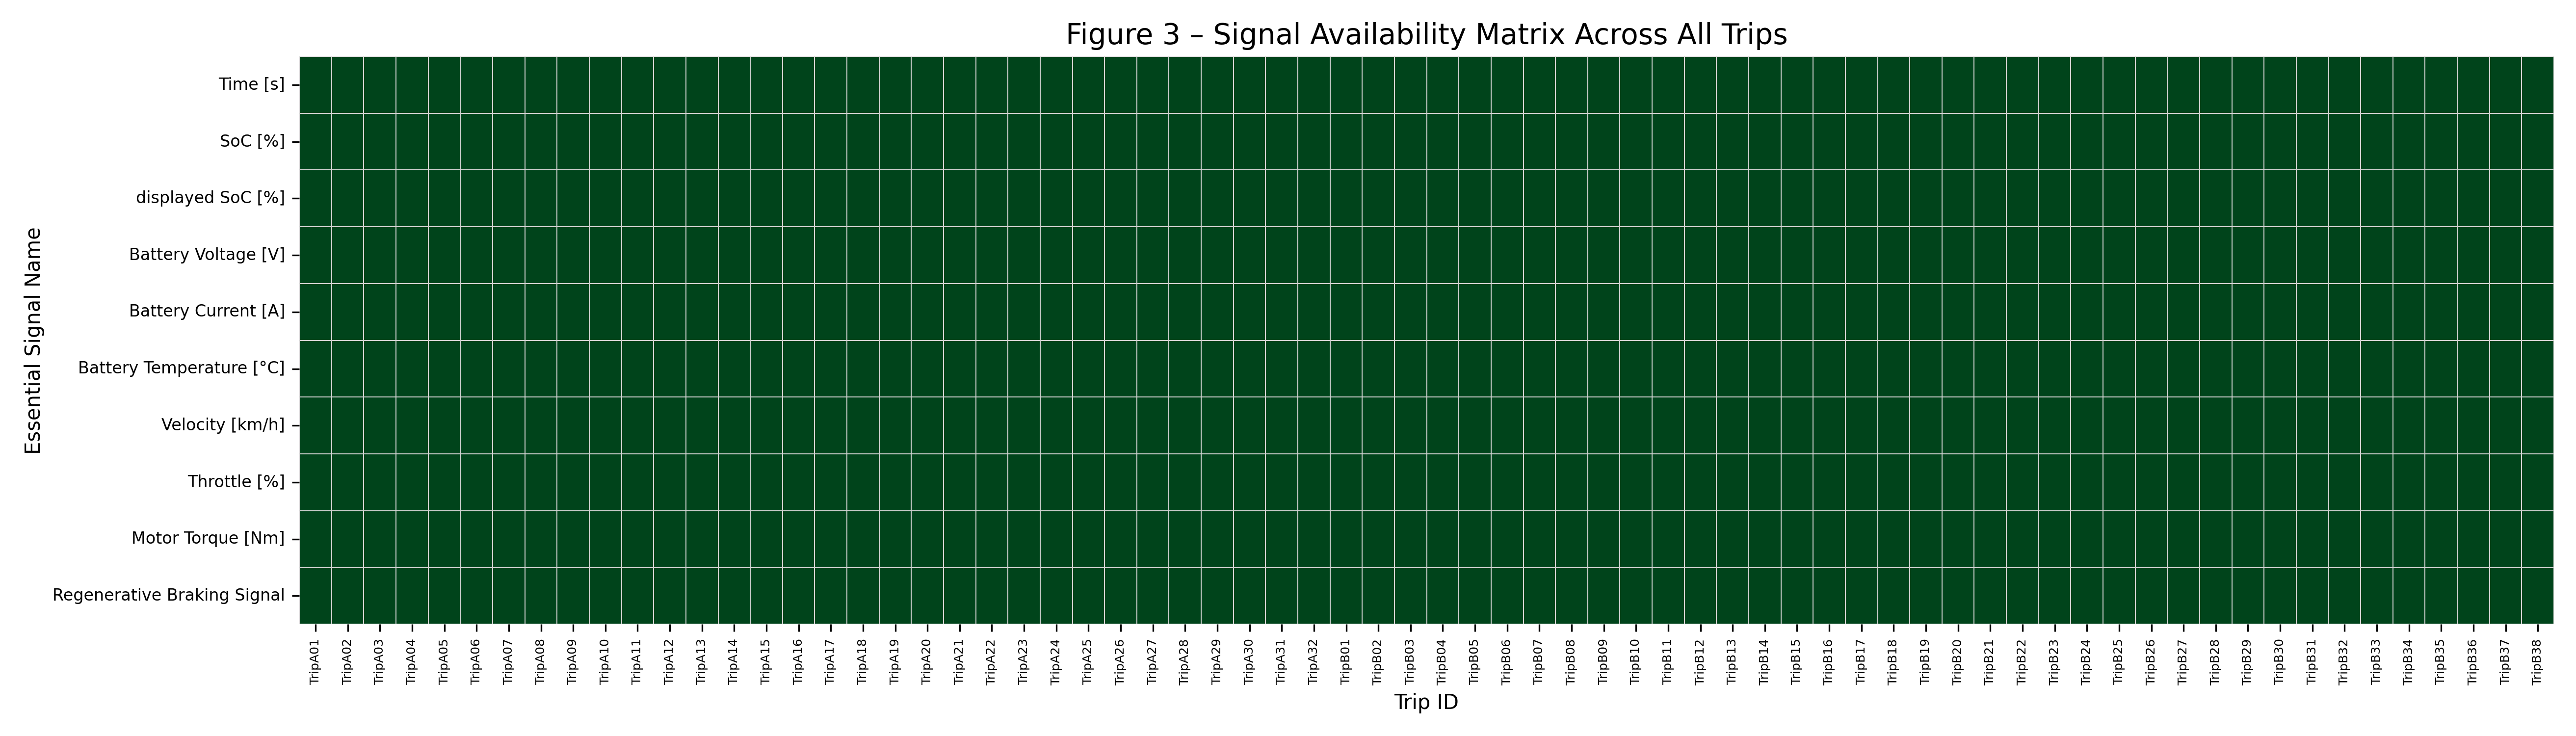 Figure 3 – Signal Availability Matrix Across All Trips
Essential Signal Name
Time [s]
SoC [%]
displayed SoC [%]
Battery Voltage [V]
Battery Current [A]
Battery Temperature [°C]
Velocity [km/h]
Throttle [%]
Motor Torque [Nm]
Regenerative Braking Signal
TripA01
TripA02
TripA03
TripA04
TripA05
TripA06
TripA07
TripA08
TripA09
TripA10
TripA11
TripA12
TripA13
TripA14
TripA15
TripA16
TripA17
TripA18
TripA19
TripA20
TripA21
TripA22
TripA23
TripA24
TripA25
TripA26
TripA27
TripA28
TripA29
TripA30
TripA31
TripA32
TripB01
TripB02
TripB03
TripB04
TripB05
TripB06
TripB07
TripB08
TripB09
TripB10
TripB11
TripB12
TripB13
TripB14
TripB15
TripB16
TripB17
TripB18
TripB19
TripB20
TripB21
TripB22
TripB23
TripB24
TripB25
TripB26
TripB27
TripB28
TripB29
TripB30
TripB31
TripB32
TripB33
TripB34
TripB35
TripB36
TripB37
TripB38
Trip ID